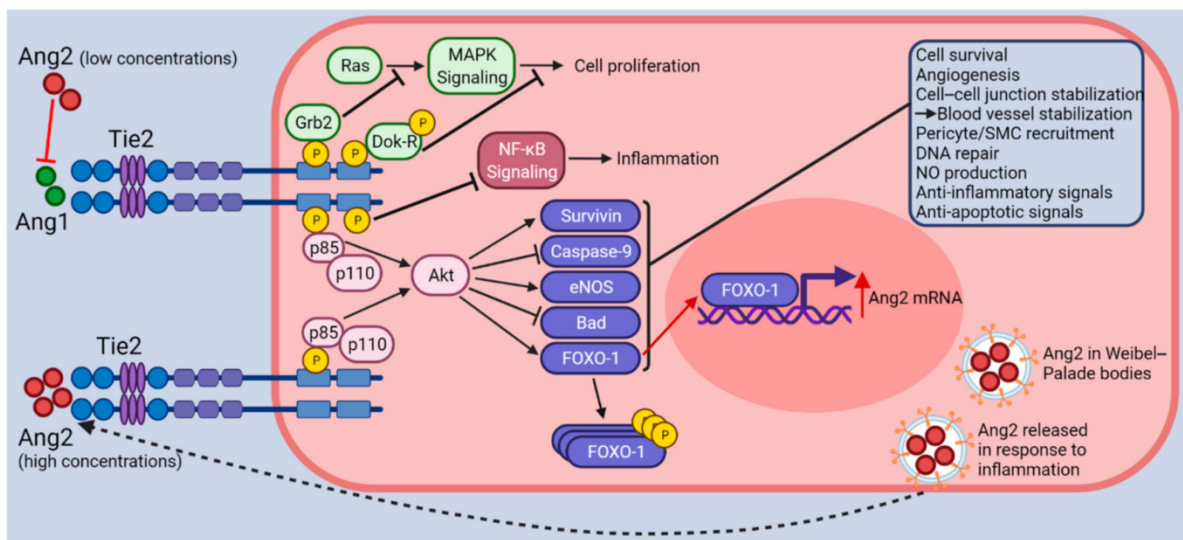 Ang2 (low concentrations)
Tie2
Ang1
Ras
MAPK
Signaling
Cell proliferation
Grb2
Dok-R
P
P
P
NF-κB
Signaling
Inflammation
P
P
p85
p110
Akt
Survivin
Caspase-9
eNOS
Bad
FOXO-1
FOXO-1
P
P
P
Cell survival
Angiogenesis
Cell–cell junction stabilization
Blood vessel stabilization
Pericyte/SMC recruitment
DNA repair
NO production
Anti-inflammatory signals
Anti-apoptotic signals
FOXO-1
Ang2 mRNA
Tie2
p85
p110
P
Ang2
(high concentrations)
Ang2 in Weibel–
Palade bodies
Ang2 released
in response to
inflammation